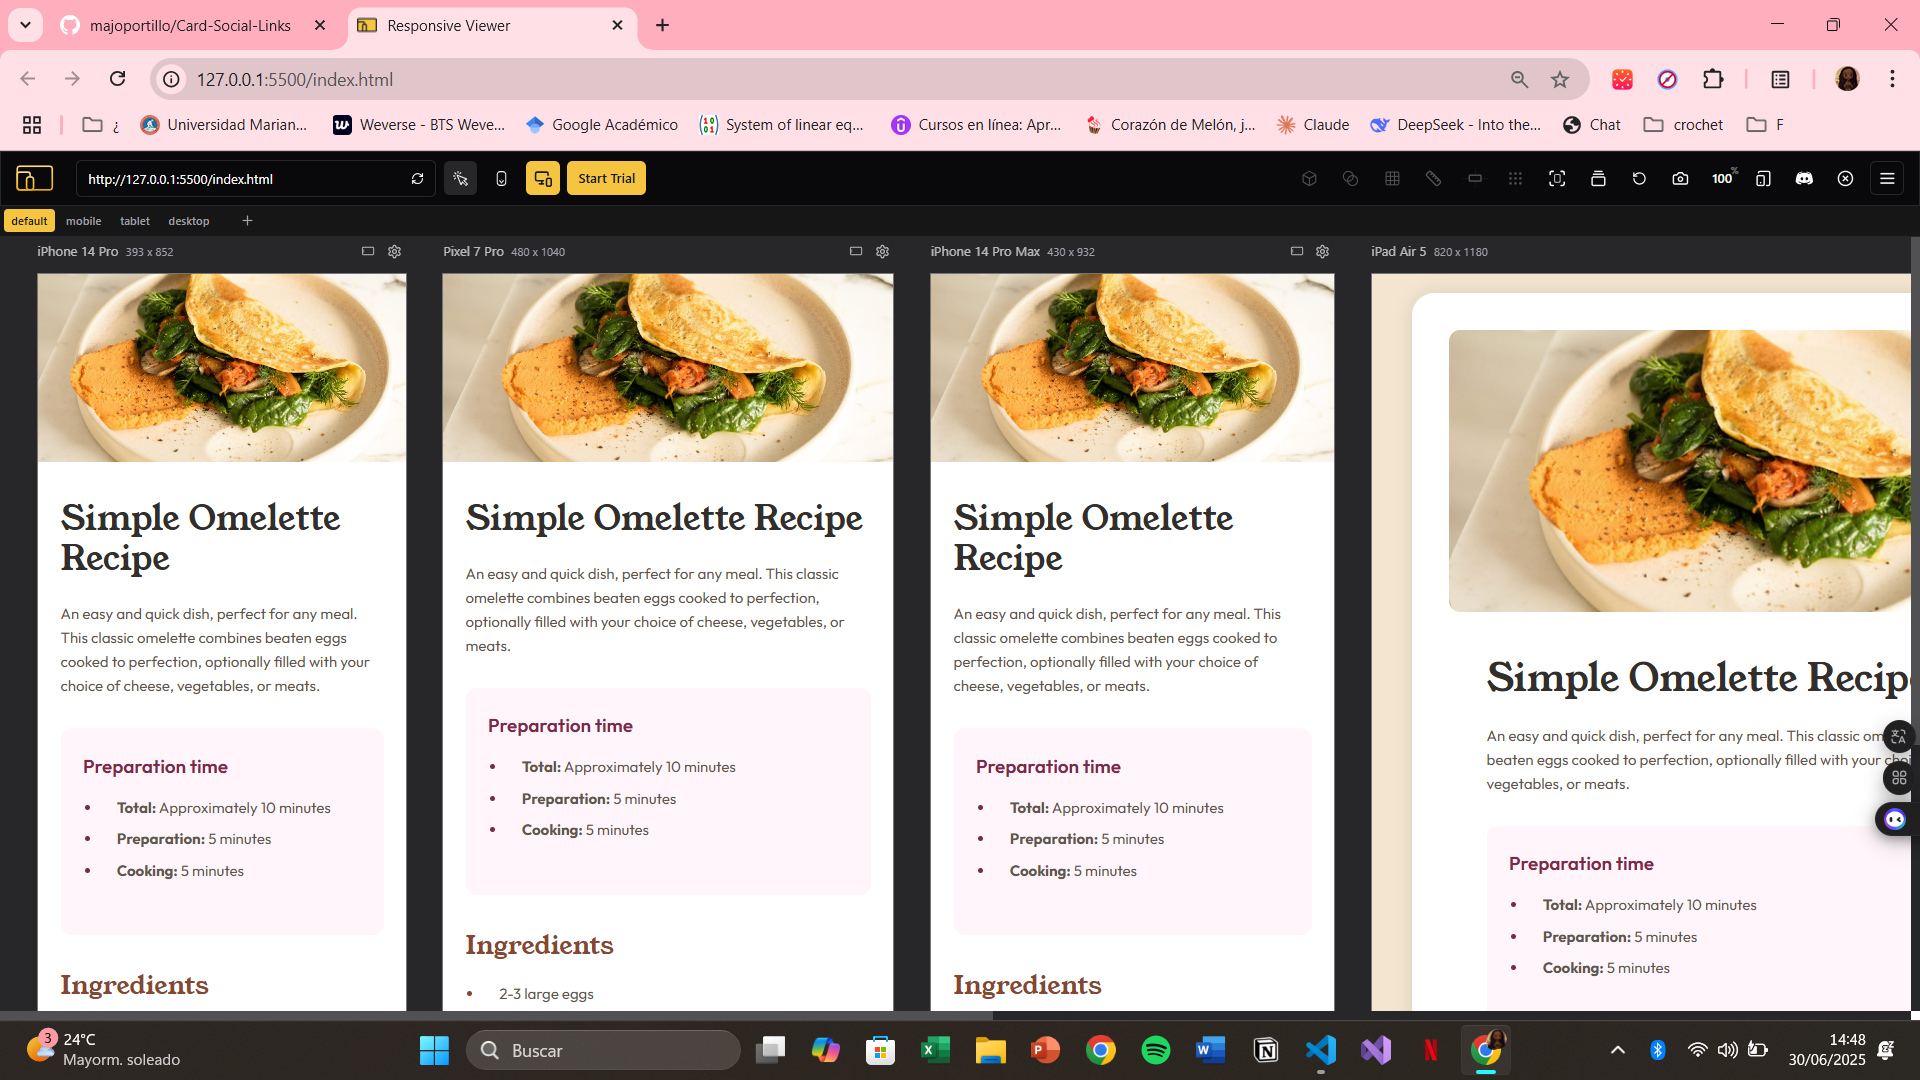 majoportillo/Card-Social-Links
Responsive Viewer
127.0.0.1:5500/index.html
¿
Universidad Marian...
Weverse - BTS Weve...
Google Académico
System of linear eq...
Cursos en línea: Apr...
Corazón de Melón, j...
Claude
DeepSeek - Into the...
Chat
crochet
F
http://127.0.0.1:5500/index.html
Start Trial
100%
default
mobile
tablet
desktop
iPhone 14 Pro 393 x 852
Simple Omelette
Recipe
An easy and quick dish, perfect for any meal.
This classic omelette combines beaten eggs
cooked to perfection, optionally filled with your
choice of cheese, vegetables, or meats.
Preparation time
• Total: Approximately 10 minutes
• Preparation: 5 minutes
• Cooking: 5 minutes
Ingredients
Pixel 7 Pro 480 x 1040
Simple Omelette Recipe
An easy and quick dish, perfect for any meal. This classic
omelette combines beaten eggs cooked to perfection,
optionally filled with your choice of cheese, vegetables, or
meats.
Preparation time
• Total: Approximately 10 minutes
• Preparation: 5 minutes
• Cooking: 5 minutes
Ingredients
• 2-3 large eggs
iPhone 14 Pro Max 430 x 932
Simple Omelette
Recipe
An easy and quick dish, perfect for any meal. This
classic omelette combines beaten eggs cooked to
perfection, optionally filled with your choice of
cheese, vegetables, or meats.
Preparation time
• Total: Approximately 10 minutes
• Preparation: 5 minutes
• Cooking: 5 minutes
Ingredients
iPad Air 5 820 x 1180
Simple Omelette Recip
An easy and quick dish, perfect for any meal. This classic om
beaten eggs cooked to perfection, optionally filled with your
vegetables, or meats.
Preparation time
• Total: Approximately 10 minutes
• Preparation: 5 minutes
• Cooking: 5 minutes
3
24°C
Mayorm. soleado
Buscar
14:48
30/06/2025